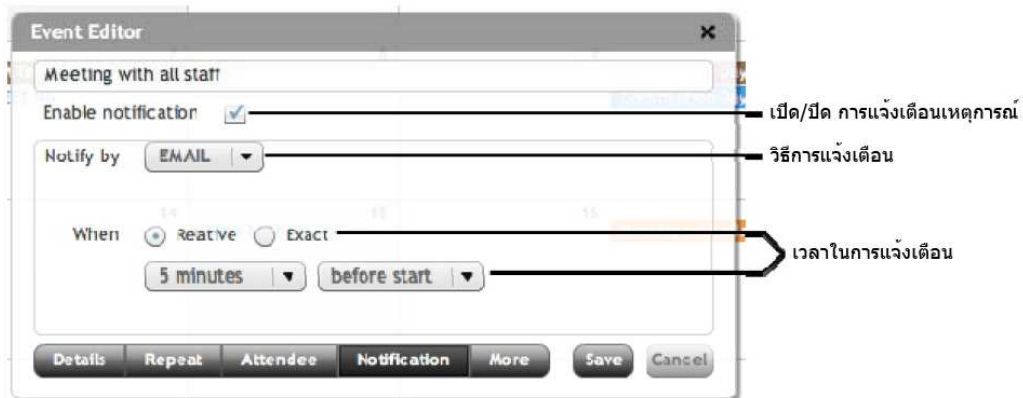 Event Editor
Meeting with all staff
Enable notification
เปิด/ปิด การแจ้งเตือนเหตุการณ์
Notify by EMAIL
วิธีการแจ้งเตือน
14 15
When Reative Exact
เวลาในการแจ้งเตือน
5 minutes before start
Details Repeat Attendee Notification More Save Cancel